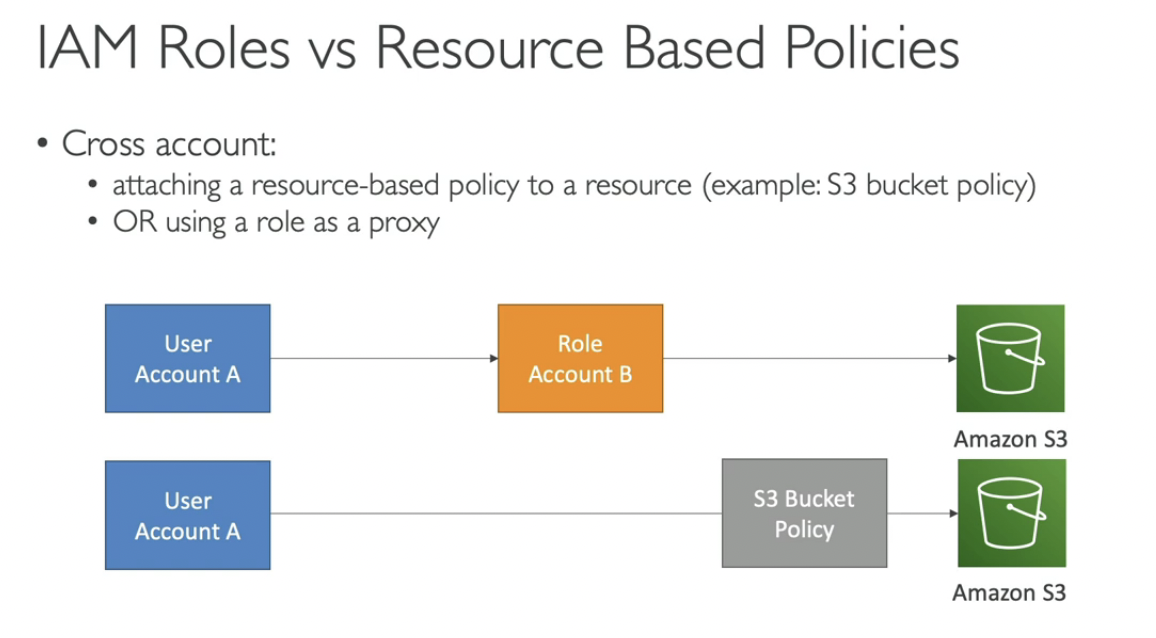 IAM Roles vs Resource Based Policies
• Cross account:
• attaching a resource-based policy to a resource (example: S3 bucket policy)
• OR using a role as a proxy
User
Account A
Role
Account B
Amazon S3
User
Account A
S3 Bucket
Policy
Amazon S3